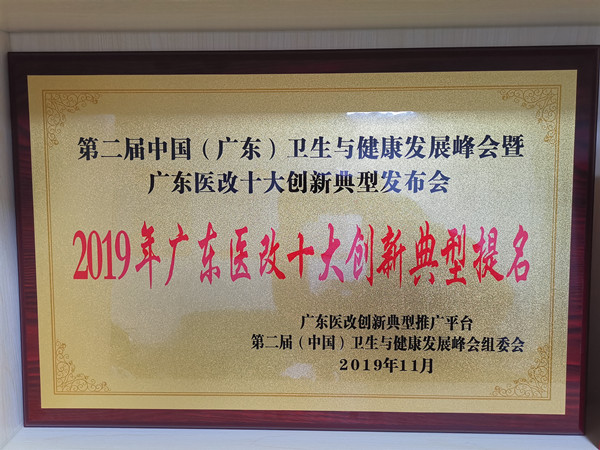 第二届中国（广东）卫生与健康发展峰会暨
广东医改十大创新典型发布会
2019年广东医改十大创新典型提名
广东医改创新典型推广平台
第二届（中国）卫生与健康发展峰会组委会
2019年11月